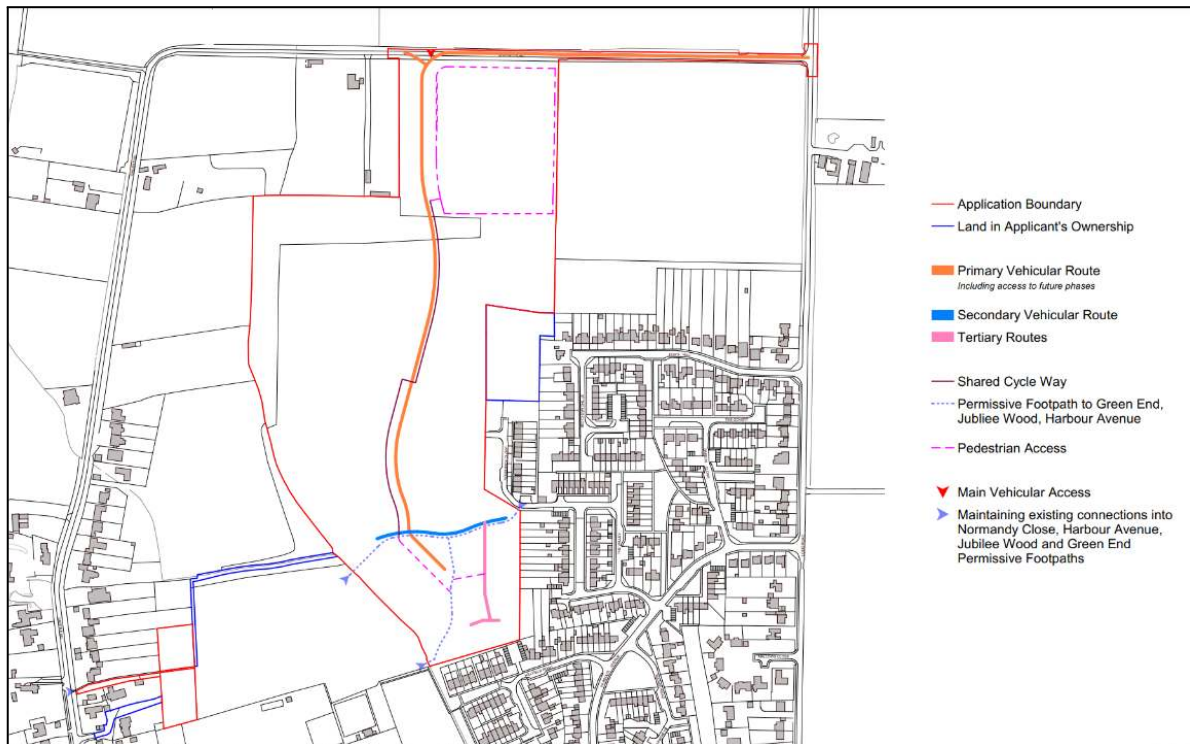 Application Boundary
Land in Applicant's Ownership
Primary Vehicular Route
Including access to future phases
Secondary Vehicular Route
Tertiary Routes
Shared Cycle Way
Permissive Footpath to Green End,
Jubliee Wood, Harbour Avenue
Pedestrian Access
Main Vehicular Access
Maintaining existing connections into
Normandy Close, Harbour Avenue,
Jubilee Wood and Green End
Permissive Footpaths